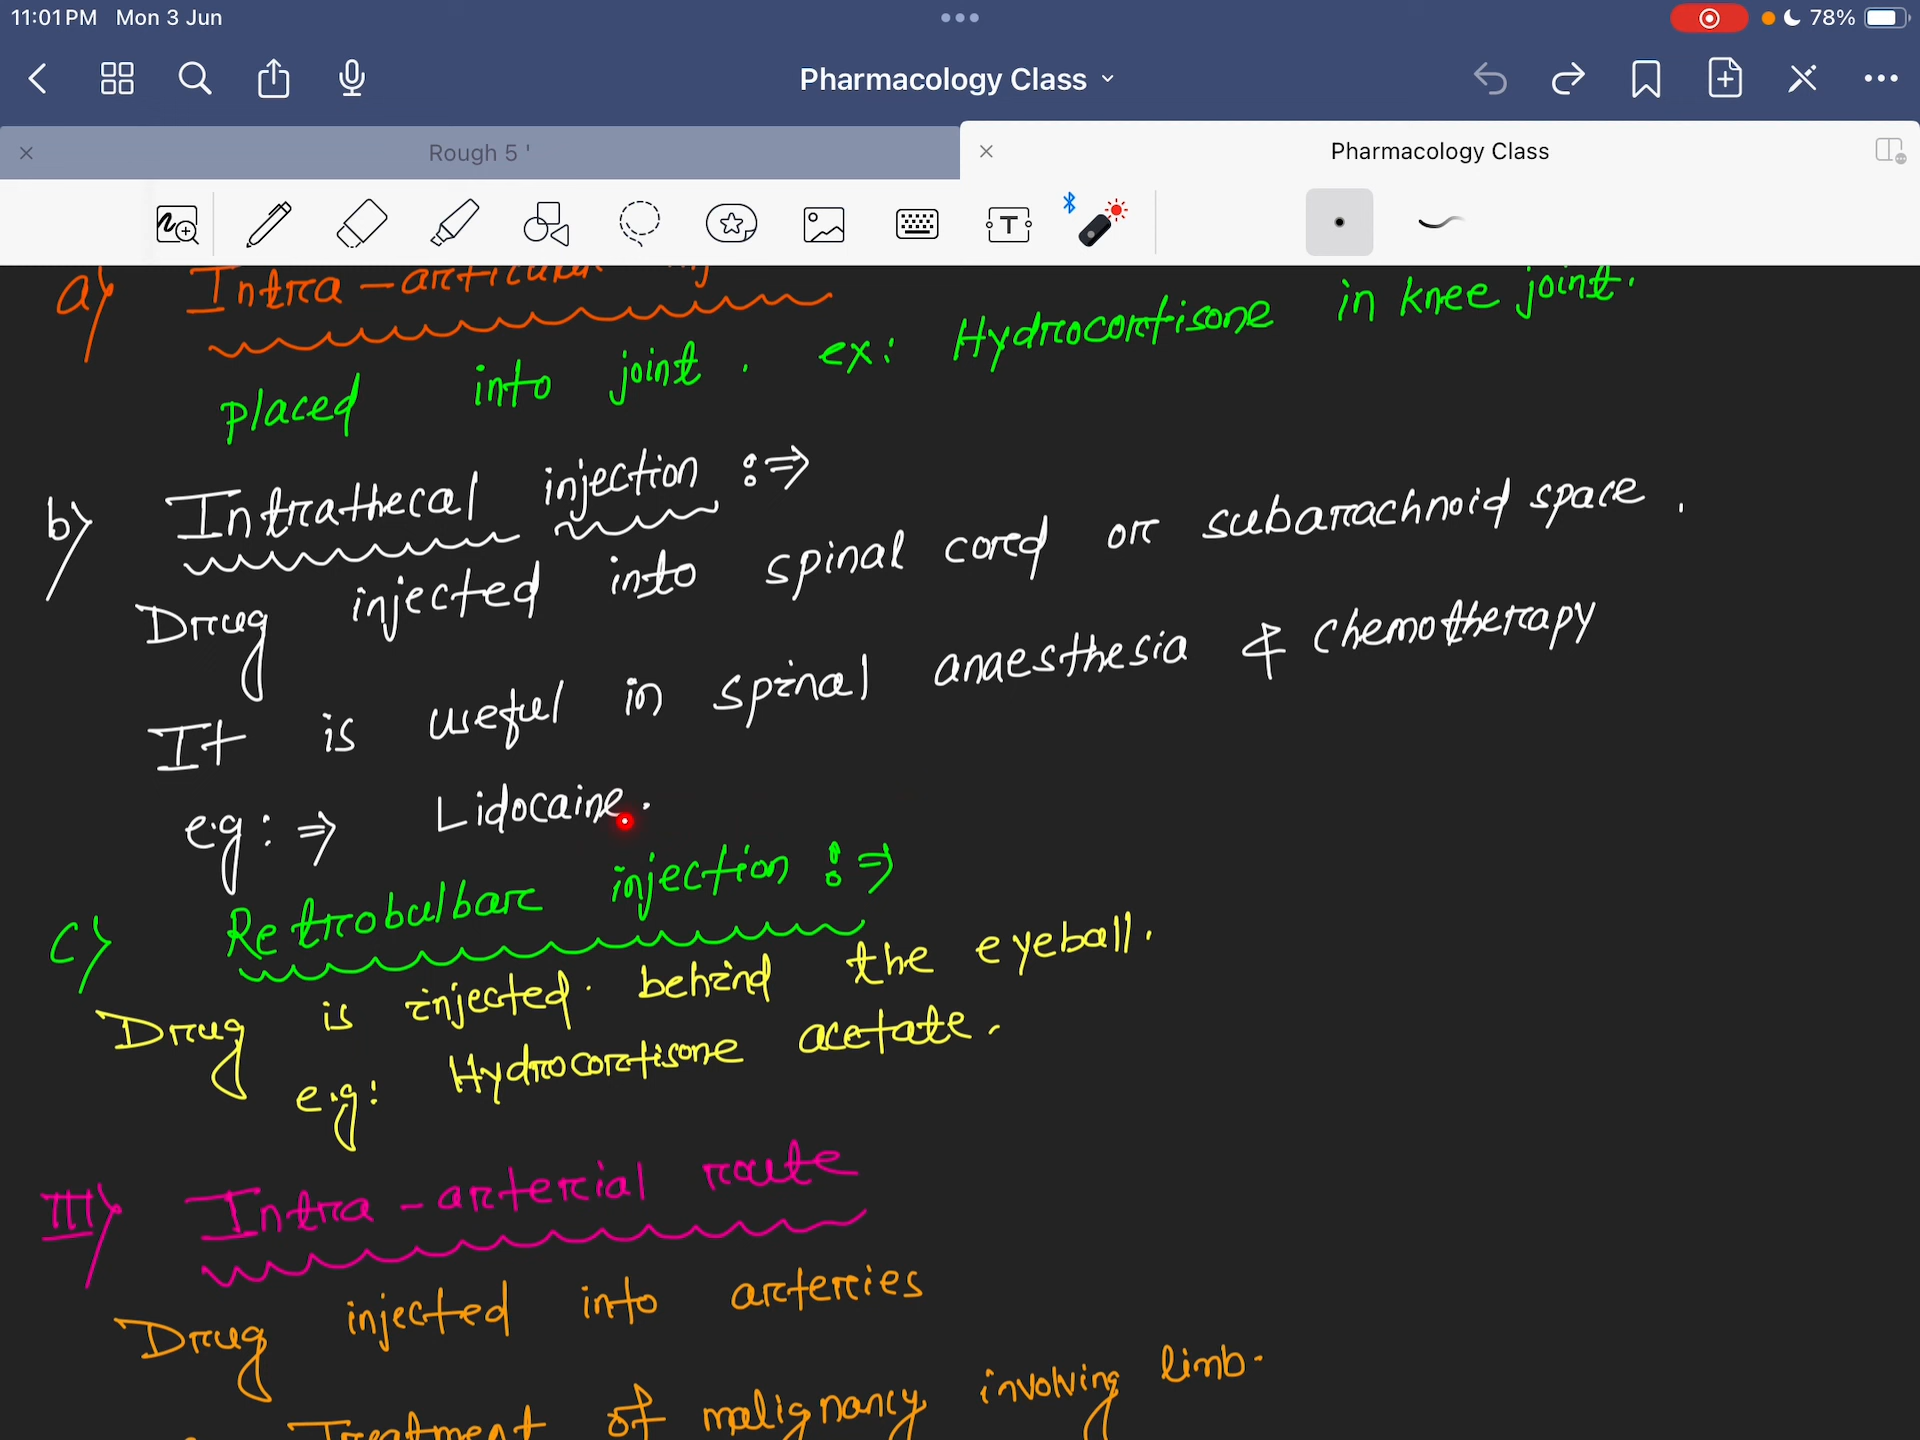 11:01 PM Mon 3 Jun
78%
Pharmacology Class
Rough 5 '
Pharmacology Class
a) Intra-articular
placed into joint. ex: Hydrocortisone in knee joint.
b) Intrathecal injection :⇒
Drug injected into spinal cord or subarachnoid space.
It is useful in spinal anaesthesia & chemotherapy
e.g: ⇒ Lidocaine.
c) Retrobulbar injection :⇒
Drug is injected behind the eyeball.
e.g: Hydrocortisone acetate.
III) Intra-arterial route
Drug injected into arteries
Treatment of malignancy involving limb.